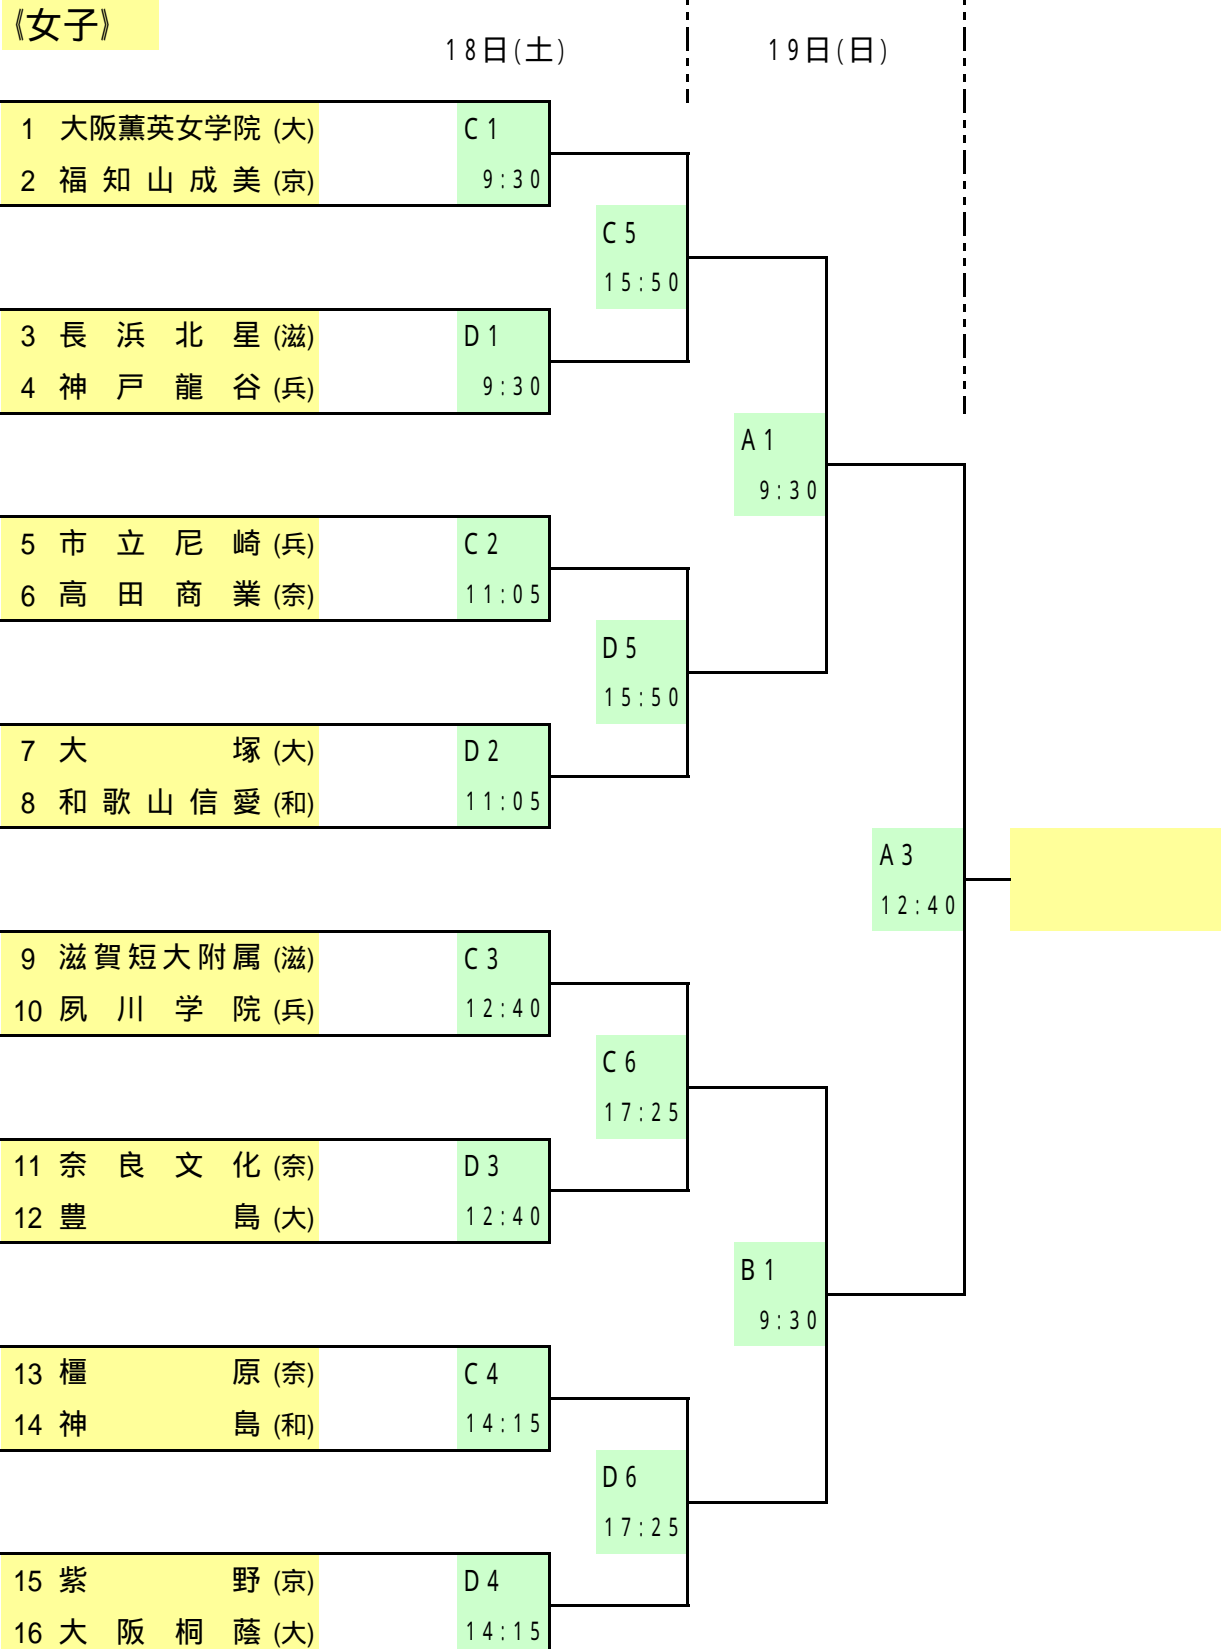 《女子》
18日(土)
19日(日)
1 大阪薫英女学院 (大) C1
2 福知山成美 (京) 9:30
C5
15:50
3 長浜北星 (滋) D1
4 神戸龍谷 (兵) 9:30
A1
9:30
5 市立尼崎 (兵) C2
6 高田商業 (奈) 11:05
D5
15:50
7 大塚 (大) D2
8 和歌山信愛 (和) 11:05
A3
12:40
9 滋賀短大附属 (滋) C3
10 夙川学院 (兵) 12:40
C6
17:25
11 奈良文化 (奈) D3
12 豊島 (大) 12:40
B1
9:30
13 橿原 (奈) C4
14 神島 (和) 14:15
D6
17:25
15 紫野 (京) D4
16 大阪桐蔭 (大) 14:15